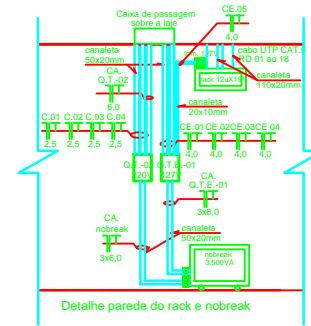 Caixa de passagem
sobre a laje
CE.05
4,0
canaleta
50x20mm
127V
cabo UTP CAT.
RD 01 ao 18
CA.
Q.T.-02
6,0
rack 12uX19
canaleta
110x20mm
canaleta
20x10mm
C.01 C.02 C.03 C.04
2,5 2,5 2,5 2,5
CE.01 CE.02 CE.03 CE.04
4,0 4,0 4,0 4,0
Q.T.-02
220V
Q.T.E.-01
127V
CA.
Q.T.E.-01
3x6,0
CA.
nobreak
3x6,0
canaleta
50x20mm
nobreak
3.500VA
Detalhe parede do rack e nobreak